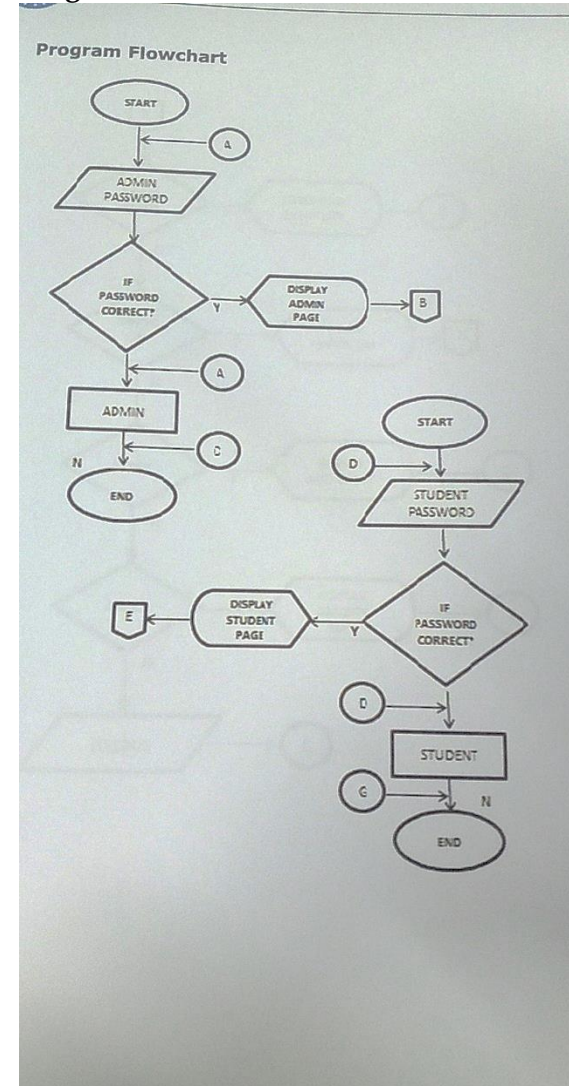 Program Flowchart
START
A
ADMIN
PASSWORD
IF
PASSWORD
CORRECT?
Y
DISPLAY
ADMIN
PAGE
B
A
ADMIN
C
N
END
START
D
STUDENT
PASSWORD
IF
PASSWORD
CORRECT?
Y
DISPLAY
STUDENT
PAGE
E
D
STUDENT
G
N
END